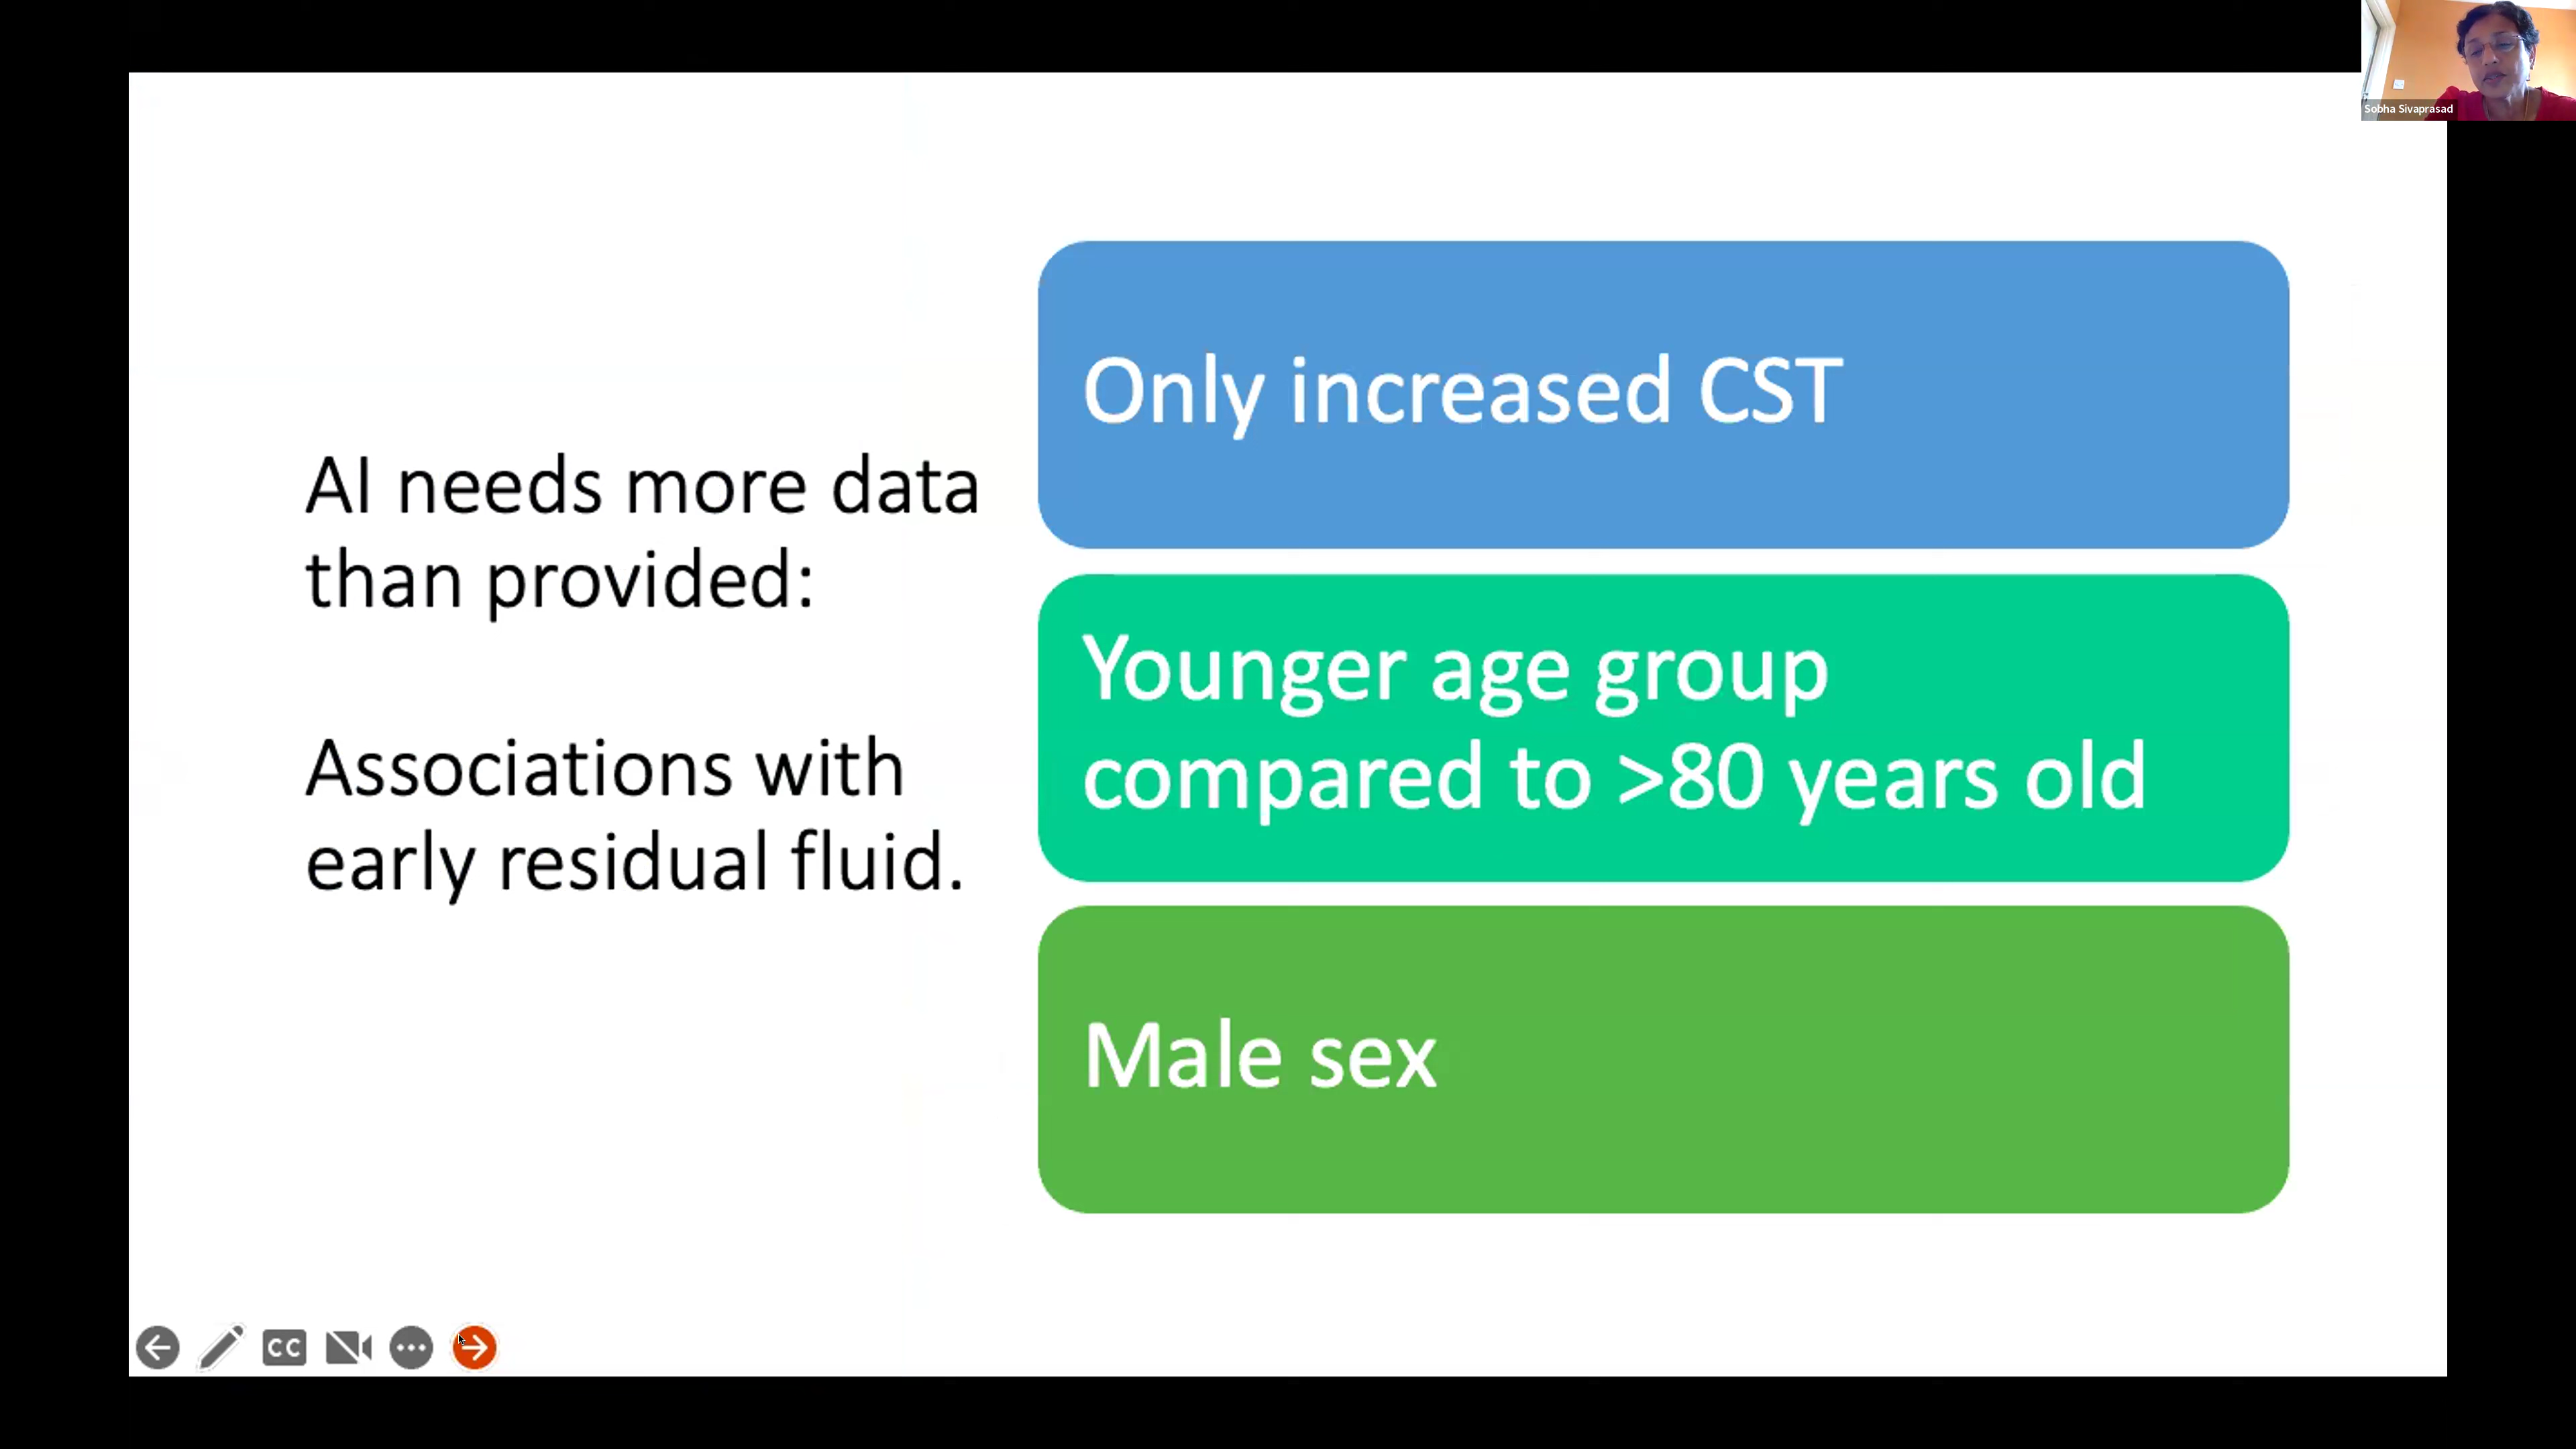 Sobha Sivaprasad
AI needs more data
than provided:
Associations with
early residual fluid.
Only increased CST
Younger age group
compared to >80 years old
Male sex
CC